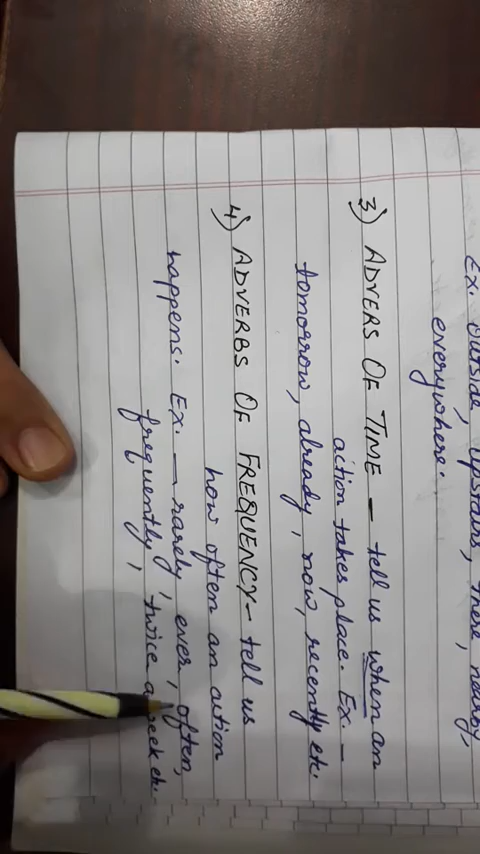 Ex. outside, upstairs, there, nearby,
everywhere.
3) ADVERS OF TIME - tell us when an
action takes place. Ex. -
tomorrow, already, now, recently etc.
4) ADVERBS OF FREQUENCY - tell us
how often an action
happens. Ex. - rarely, ever, often,
frequently, twice a week etc.